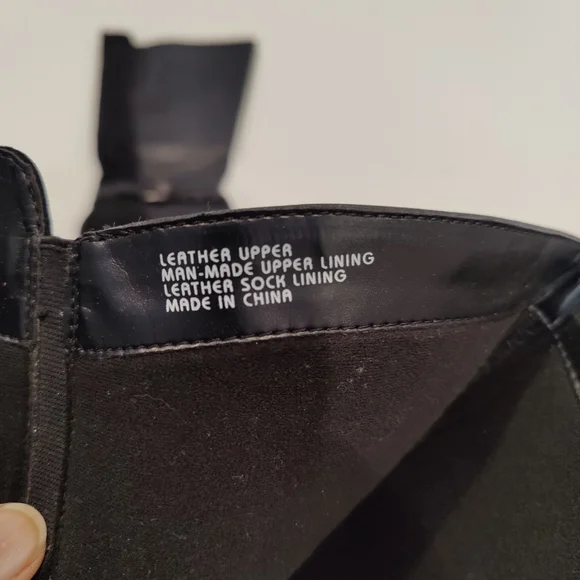 LEATHER UPPER
MAN-MADE UPPER LINING
LEATHER SOCK LINING
MADE IN CHINA